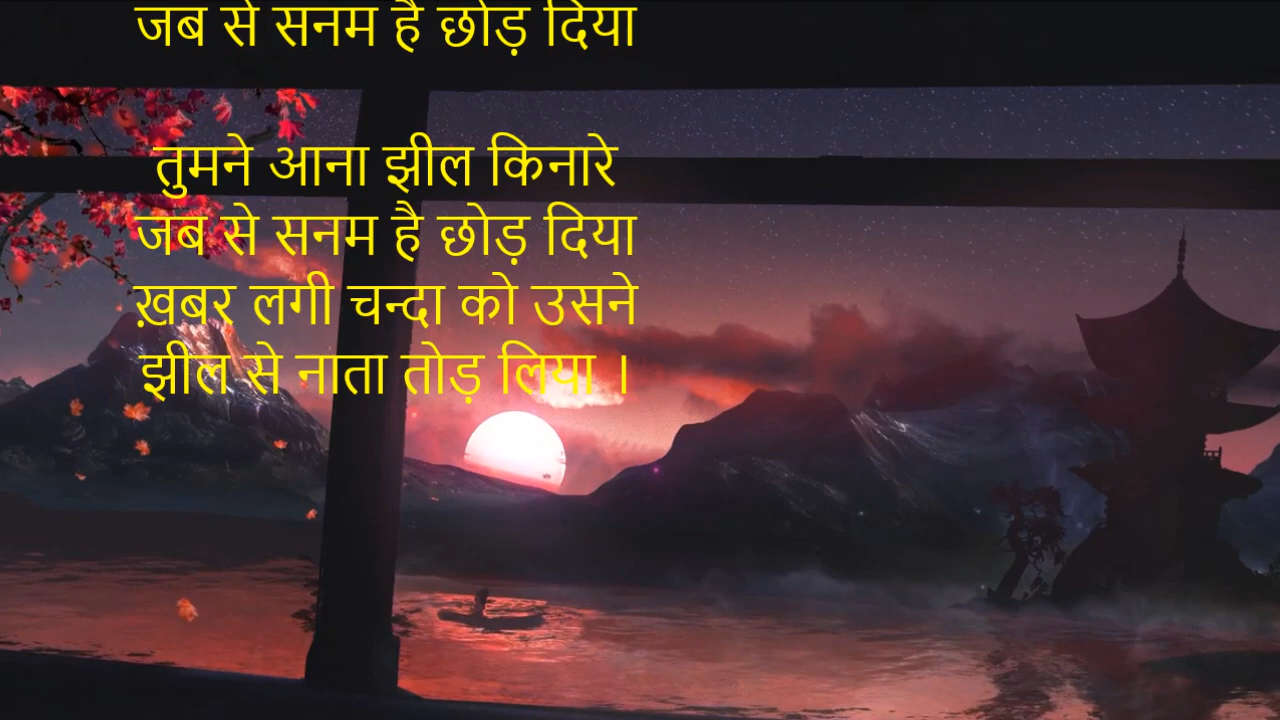 जब से सनम है छोड़ दिया
तुमने आना झील किनारे
जब से सनम है छोड़ दिया
ख़बर लगी चन्दा को उसने
झील से नाता तोड़ लिया ।